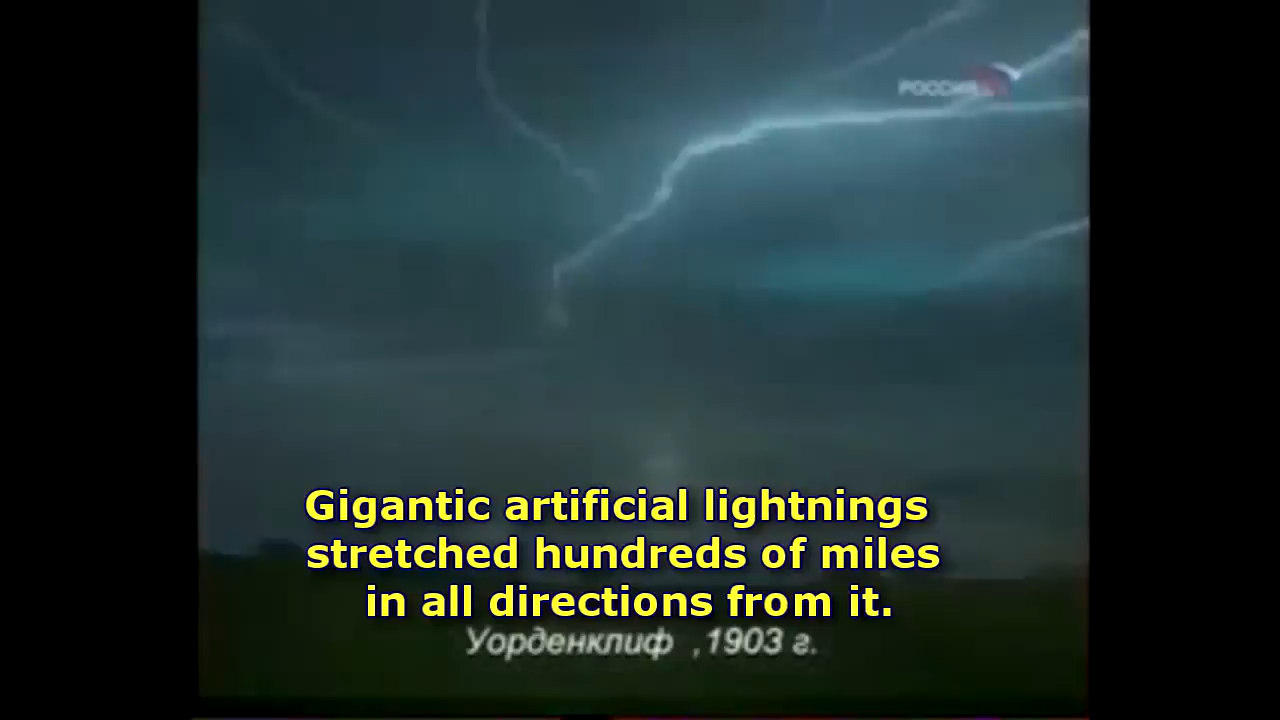 РОССИЯ
Gigantic artificial lightnings
stretched hundreds of miles
in all directions from it.
Уорденклиф ,1903 г.